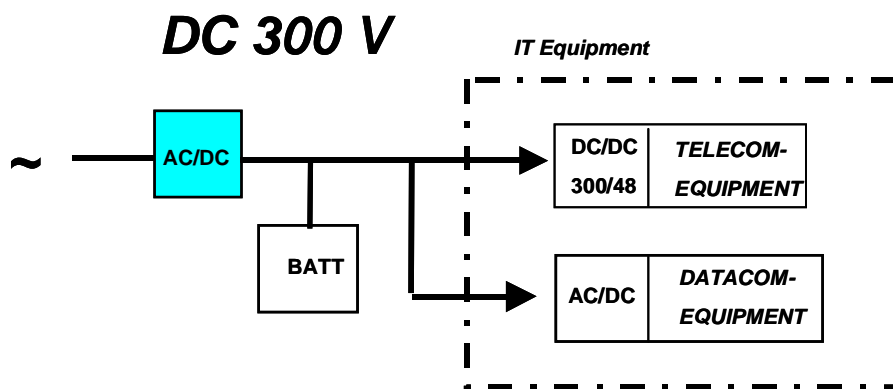 DC 300 V
IT Equipment
~
AC/DC
DC/DC
300/48
TELECOM-
EQUIPMENT
BATT
AC/DC
DATACOM-
EQUIPMENT